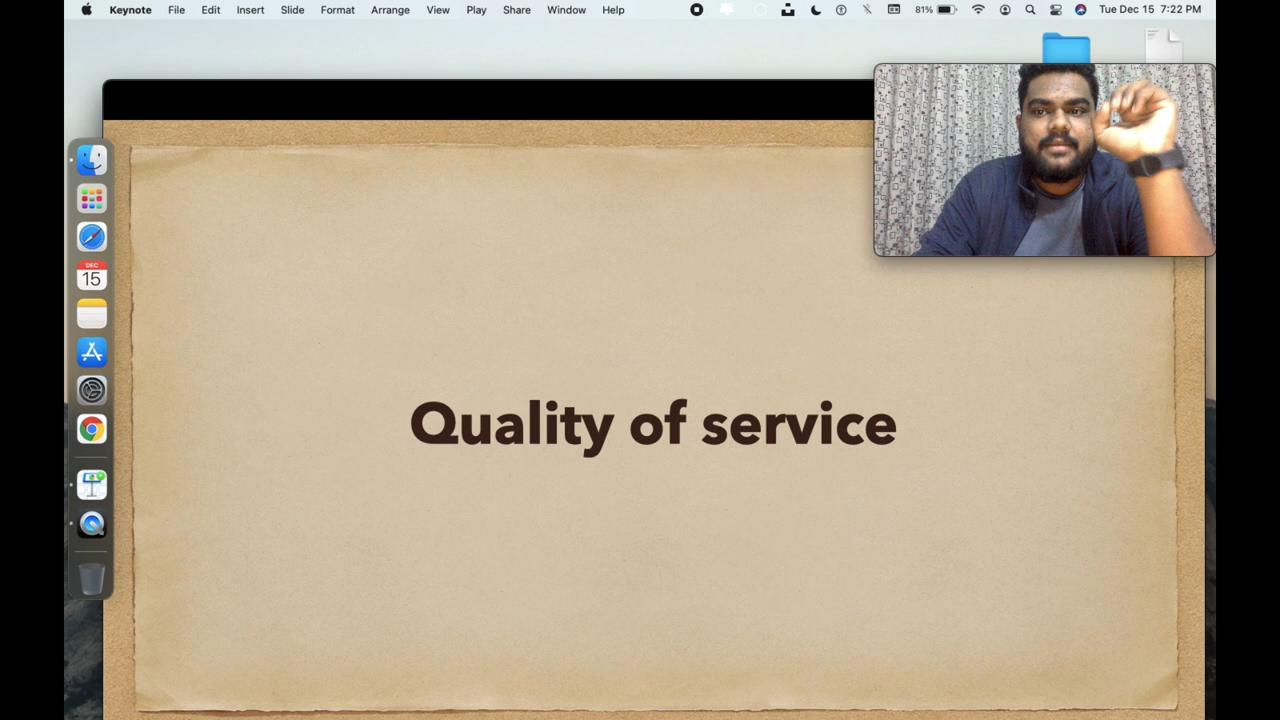 Keynote File Edit Insert Slide Format Arrange View Play Share Window Help 81% Tue Dec 15 7:22 PM
DEC
15
Quality of service